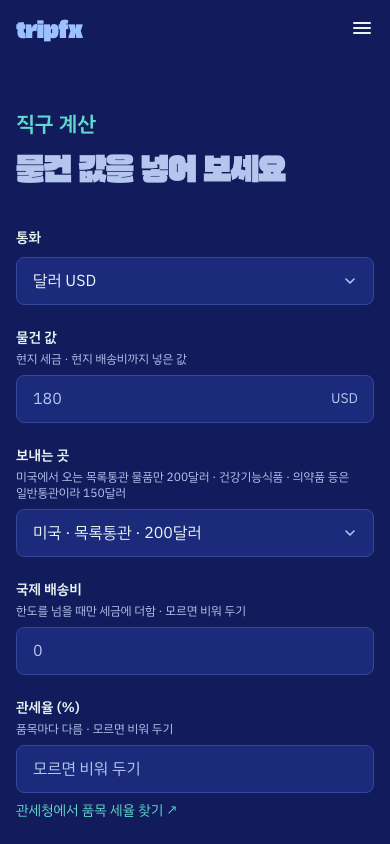 tripfx
직구 계산
물건 값을 넣어 보세요
통화
달러 USD
물건 값
현지 세금 · 현지 배송비까지 넣은 값
180 USD
보내는 곳
미국에서 오는 목록통관 물품만 200달러 · 건강기능식품 · 의약품 등은
일반통관이라 150달러
미국 · 목록통관 · 200달러
국제 배송비
한도를 넘을 때만 세금에 더함 · 모르면 비워 두기
0
관세율 (%)
품목마다 다름 · 모르면 비워 두기
모르면 비워 두기
관세청에서 품목 세율 찾기 ↗